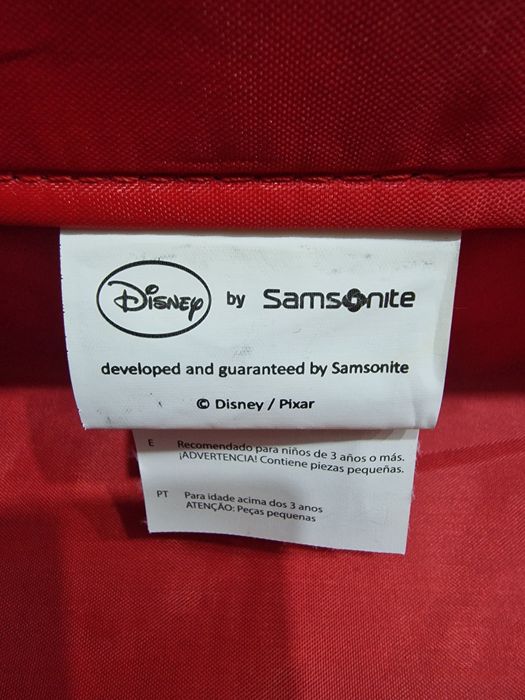 Disney by Samsonite
developed and guaranteed by Samsonite
© Disney / Pixar
E Recomendado para niños de 3 años o más.
¡ADVERTENCIA! Contiene piezas pequeñas.
PT Para idade acima dos 3 anos
ATENÇÃO: Peças pequenas